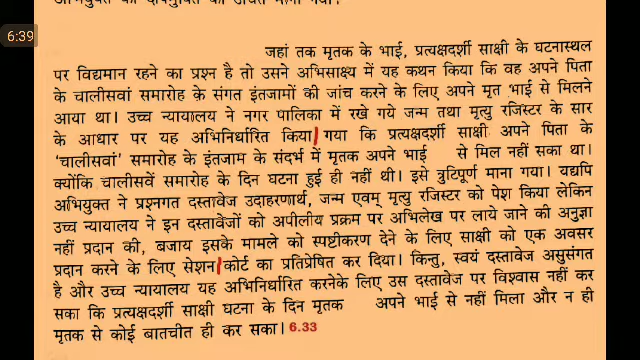 6:39
जहां तक मृतक के भाई, प्रत्यक्षदर्शी साक्षी के घटनास्थल
पर विद्यमान रहने का प्रश्न है तो उसने अभिसाक्ष्य में यह कथन किया कि वह अपने पिता
के चालीसवां समारोह के संगत इंतजामों की जांच करने के लिए अपने मृत भाई से मिलने
आया था। उच्च न्यायालय ने नगर पालिका में रखे गये जन्म तथा मृत्यु रजिस्टर के सार
के आधार पर यह अभिनिर्धारित किया गया कि प्रत्यक्षदर्शी साक्षी अपने पिता के
'चालीसवां' समारोह के इंतजाम के संदर्भ में मृतक अपने भाई से मिल नहीं सका था।
क्योंकि चालीसवें समारोह के दिन घटना हुई ही नहीं थी। इसे त्रुटिपूर्ण माना गया। यद्यपि
अभियुक्त ने प्रश्नगत दस्तावेज उदाहरणार्थ, जन्म एवम् मृत्यु रजिस्टर को पेश किया लेकिन
उच्च न्यायालय ने इन दस्तावेजों को अपीलीय प्रक्रम पर अभिलेख पर लाये जाने की अनुज्ञा
नहीं प्रदान की, बजाय इसके मामले को स्पष्टीकरण देने के लिए साक्षी को एक अवसर
प्रदान करने के लिए सेशन कोर्ट का प्रतिप्रेषित कर दिया। किन्तु, स्वयं दस्तावेज असुसंगत
है और उच्च न्यायालय यह अभिनिर्धारित करनेके लिए उस दस्तावेज पर विश्वास नहीं कर
सका कि प्रत्यक्षदर्शी साक्षी घटना के दिन मृतक अपने भाई से नहीं मिला और न ही
मृतक से कोई बातचीत ही कर सका। 6.33